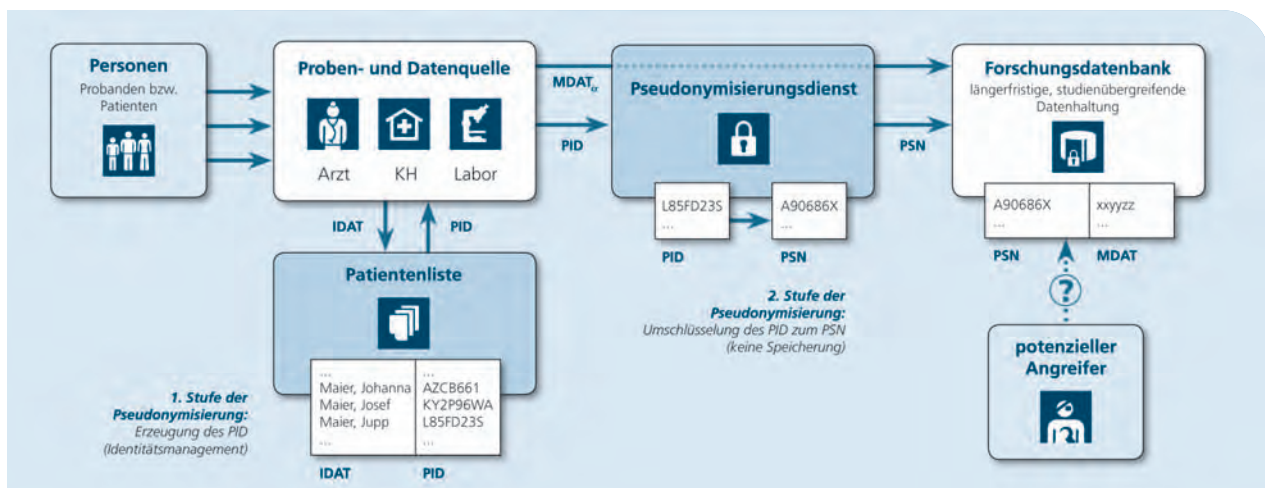 Personen
Probanden bzw.
Patienten
Proben- und Datenquelle
Arzt
KH
Labor
MDAT
PID
Pseudonymisierungsdienst
L85FD23S
...
A90686X
...
PID
PSN
PSN
Forschungsdatenbank
längerfristige, studienübergreifende
Datenhaltung
A90686X
...
xxyyzz
...
PSN
MDAT
?
potenzieller
Angreifer
IDAT
PID
Patientenliste
...
Maier, Johanna
Maier, Josef
Maier, Jupp
...
...
AZCB661
KY2P96WA
L85FD23S
...
IDAT
PID
1. Stufe der
Pseudonymisierung:
Erzeugung des PID
(Identitätsmanagement)
2. Stufe der
Pseudonymisierung:
Umschlüsselung des PID zum PSN
(keine Speicherung)